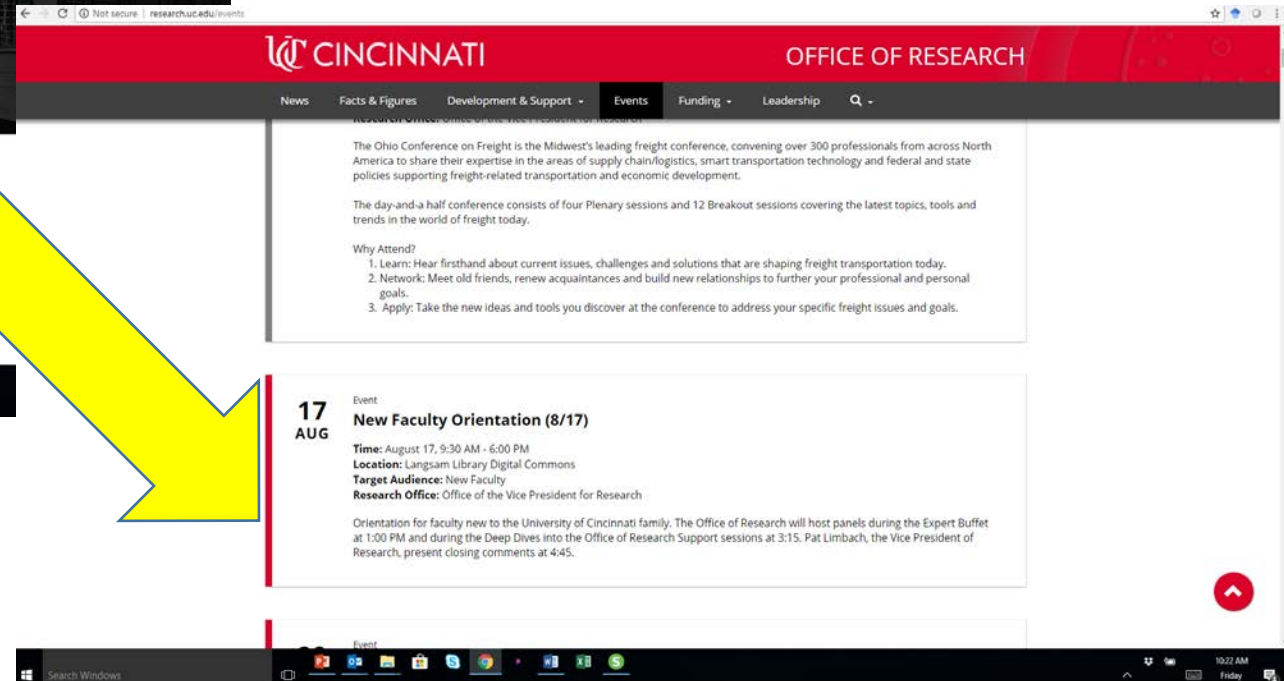 Not secure | research.uc.edu/events
UC CINCINNATI
OFFICE OF RESEARCH
News Facts & Figures Development & Support Events Funding Leadership
Research Office: Office of the Vice President for Research
The Ohio Conference on Freight is the Midwest's leading freight conference, convening over 300 professionals from across North
America to share their expertise in the areas of supply chain/logistics, smart transportation technology and federal and state
policies supporting freight-related transportation and economic development.
The day-and-a half conference consists of four Plenary sessions and 12 Breakout sessions covering the latest topics, tools and
trends in the world of freight today.
Why Attend?
1. Learn: Hear firsthand about current issues, challenges and solutions that are shaping freight transportation today.
2. Network: Meet old friends, renew acquaintances and build new relationships to further your professional and personal
goals.
3. Apply: Take the new ideas and tools you discover at the conference to address your specific freight issues and goals.
17
AUG
Event
New Faculty Orientation (8/17)
Time: August 17, 9:30 AM - 6:00 PM
Location: Langsam Library Digital Commons
Target Audience: New Faculty
Research Office: Office of the Vice President for Research
Orientation for faculty new to the University of Cincinnati family. The Office of Research will host panels during the Expert Buffet
at 1:00 PM and during the Deep Dives into the Office of Research Support sessions at 3:15. Pat Limbach, the Vice President of
Research, present closing comments at 4:45.
Event
Search Windows
10:22 AM
Friday